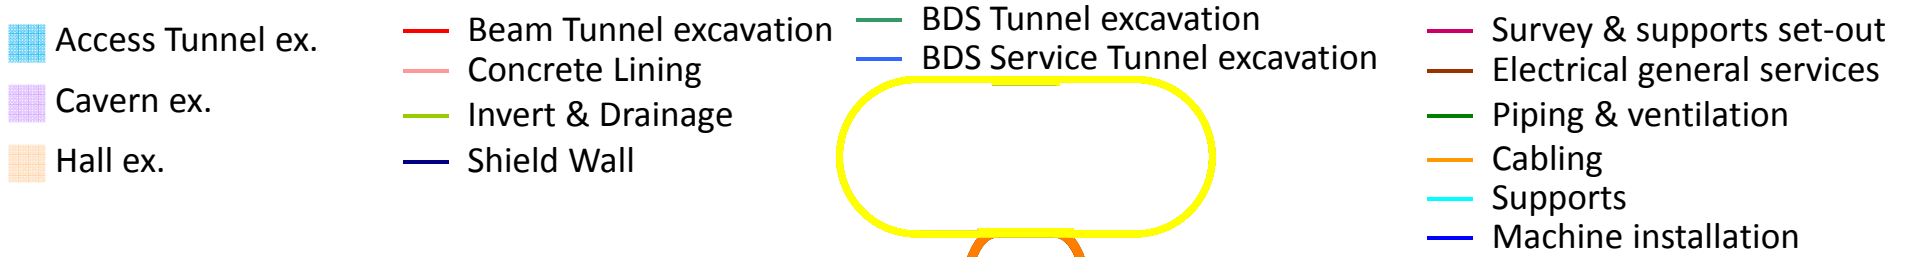 Access Tunnel ex.
Cavern ex.
Hall ex.
Beam Tunnel excavation
Concrete Lining
Invert & Drainage
Shield Wall
BDS Tunnel excavation
BDS Service Tunnel excavation
Survey & supports set-out
Electrical general services
Piping & ventilation
Cabling
Supports
Machine installation